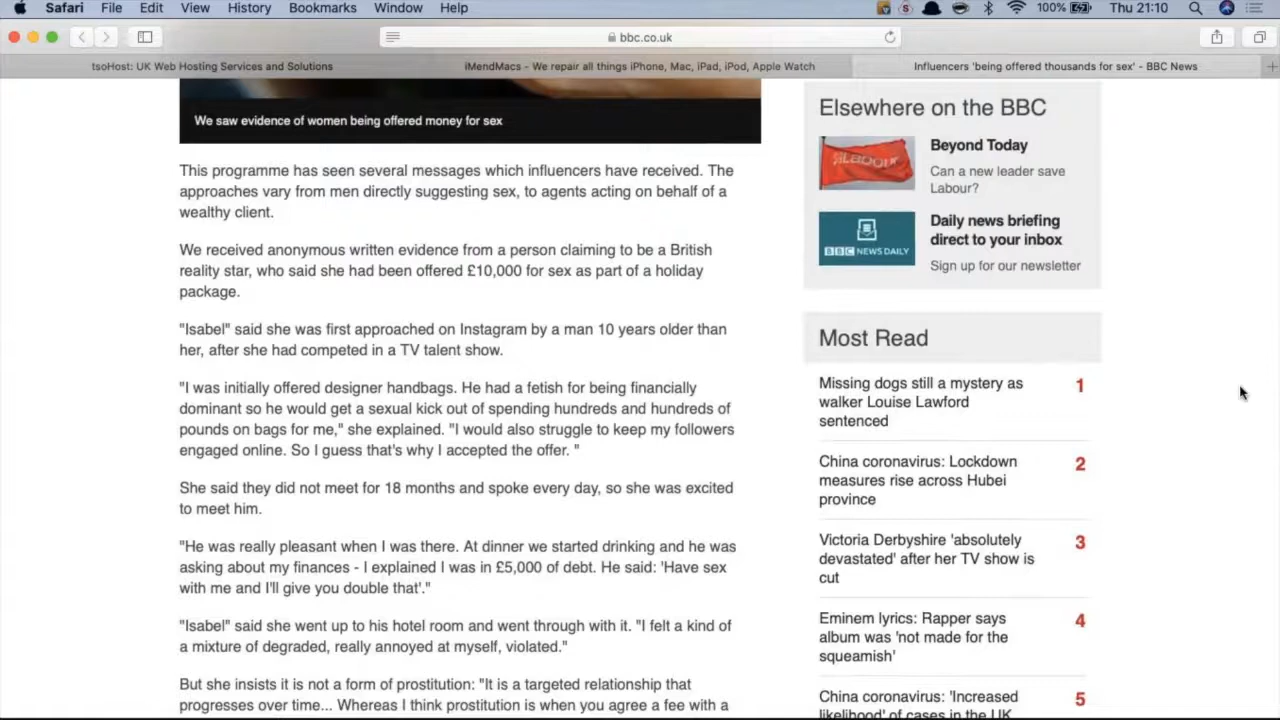 Safari File Edit View History Bookmarks Window Help 100% Thu 21:10
bbc.co.uk
tsoHost: UK Web Hosting Services and Solutions
iMendMacs - We repair all things iPhone, Mac, iPad, iPod, Apple Watch
Influencers 'being offered thousands for sex' - BBC News
We saw evidence of women being offered money for sex
This programme has seen several messages which influencers have received. The
approaches vary from men directly suggesting sex, to agents acting on behalf of a
wealthy client.
We received anonymous written evidence from a person claiming to be a British
reality star, who said she had been offered £10,000 for sex as part of a holiday
package.
"Isabel" said she was first approached on Instagram by a man 10 years older than
her, after she had competed in a TV talent show.
"I was initially offered designer handbags. He had a fetish for being financially
dominant so he would get a sexual kick out of spending hundreds and hundreds of
pounds on bags for me," she explained. "I would also struggle to keep my followers
engaged online. So I guess that's why I accepted the offer. "
She said they did not meet for 18 months and spoke every day, so she was excited
to meet him.
"He was really pleasant when I was there. At dinner we started drinking and he was
asking about my finances - I explained I was in £5,000 of debt. He said: 'Have sex
with me and I'll give you double that'."
"Isabel" said she went up to his hotel room and went through with it. "I felt a kind of
a mixture of degraded, really annoyed at myself, violated."
But she insists it is not a form of prostitution: "It is a targeted relationship that
progresses over time... Whereas I think prostitution is when you agree a fee with a
Elsewhere on the BBC
LABOUR
Beyond Today
Can a new leader save
Labour?
BBC NEWS DAILY
Daily news briefing
direct to your inbox
Sign up for our newsletter
Most Read
Missing dogs still a mystery as 1
walker Louise Lawford
sentenced
China coronavirus: Lockdown 2
measures rise across Hubei
province
Victoria Derbyshire 'absolutely 3
devastated' after her TV show is
cut
Eminem lyrics: Rapper says 4
album was 'not made for the
squeamish'
China coronavirus: 'Increased 5
likelihood' of cases in the UK